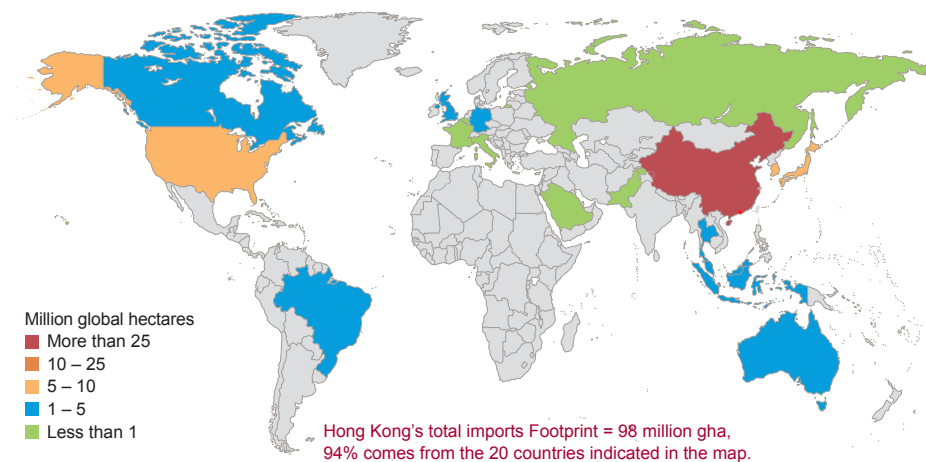 Million global hectares
More than 25
10 – 25
5 – 10
1 – 5
Less than 1
Hong Kong's total imports Footprint = 98 million gha,
94% comes from the 20 countries indicated in the map.